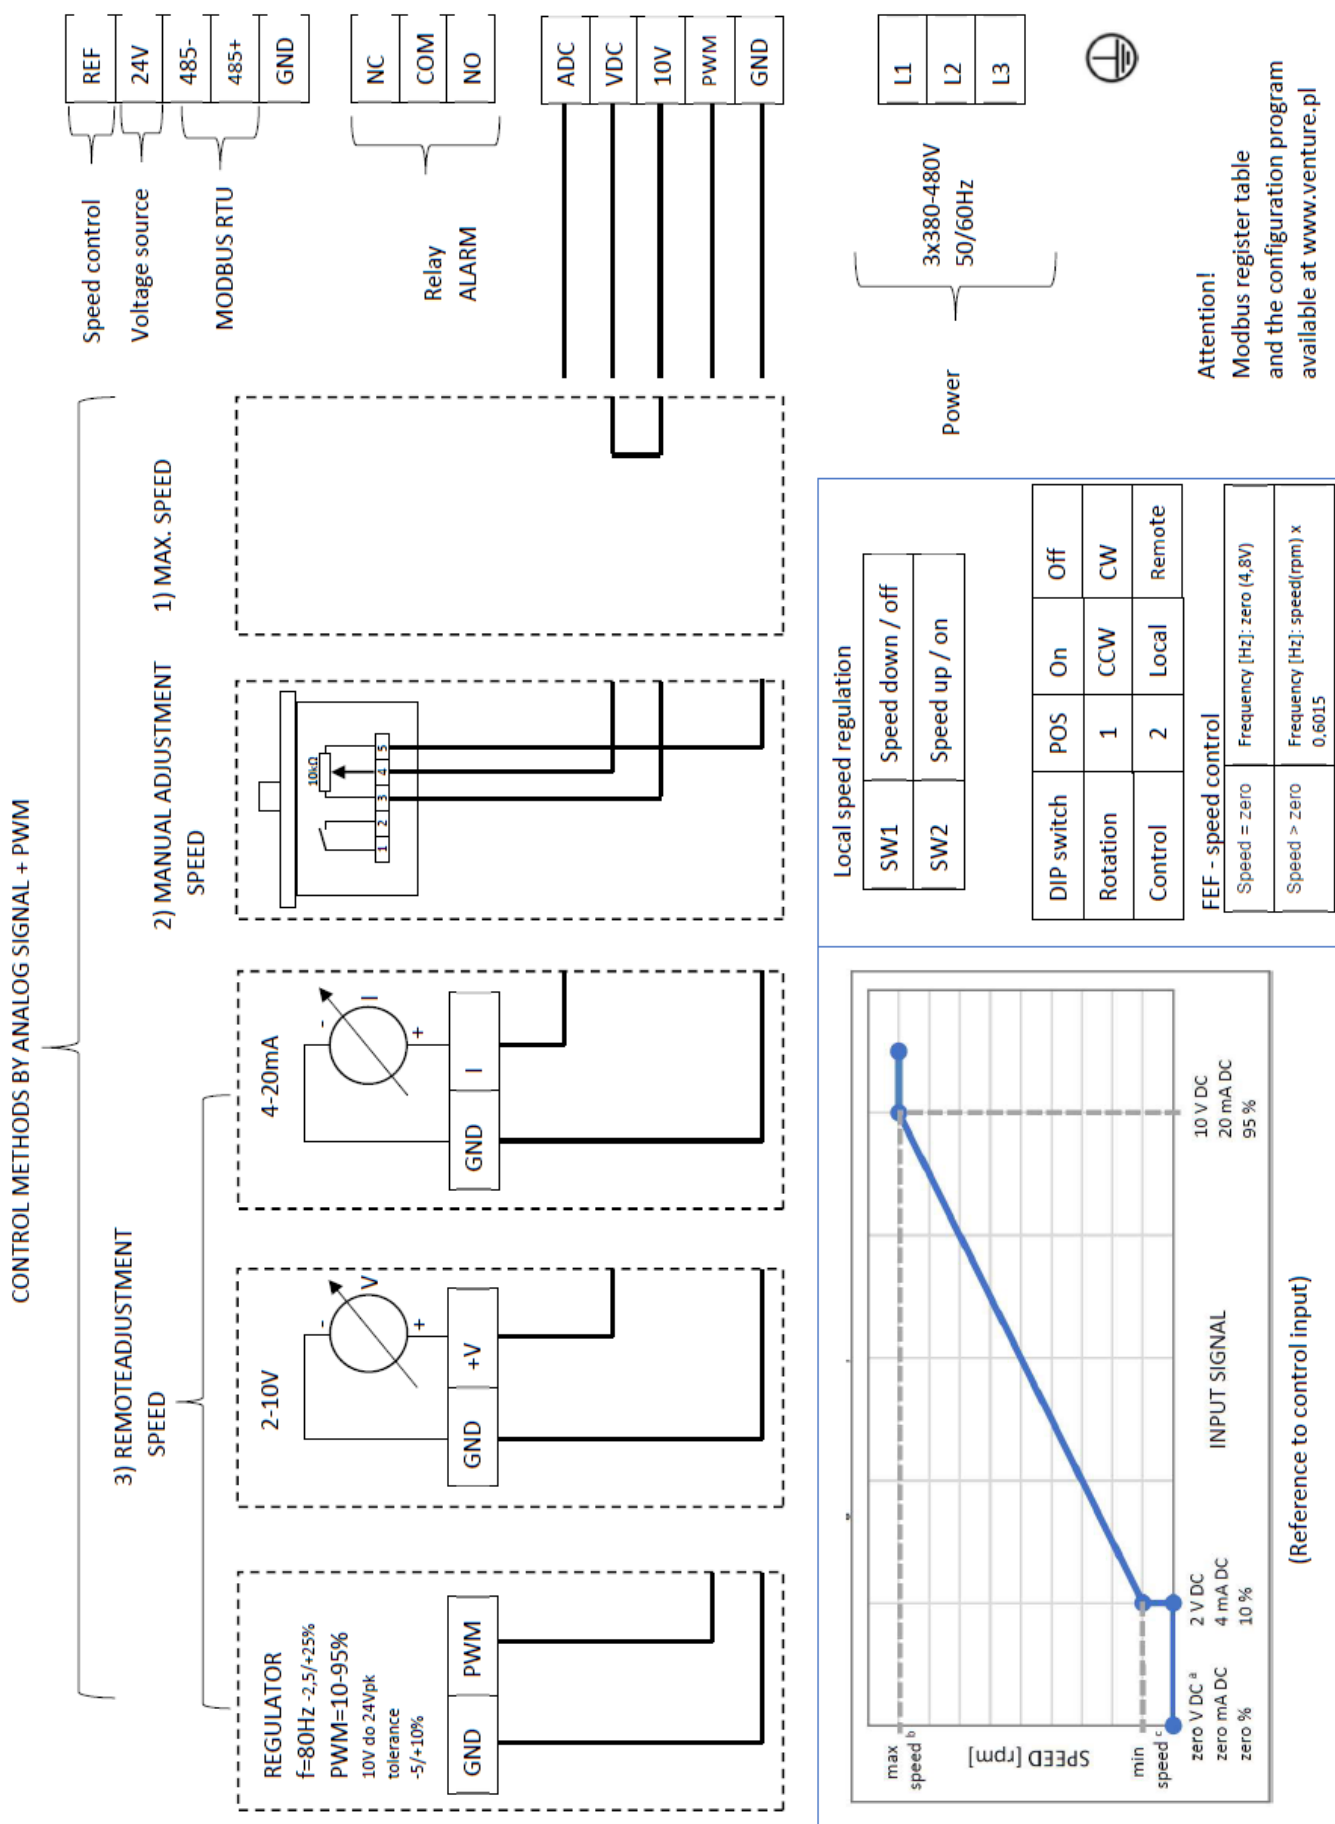 CONTROL METHODS BY ANALOG SIGNAL + PWM
3) REMOTEADJUSTMENT
SPEED
2) MANUAL ADJUSTMENT
SPEED
1) MAX. SPEED
REGULATOR
f=80Hz -2,5/+25%
PWM=10-95%
10V do 24Vpk
tolerance
-5/+10%
GND
PWM
2-10V
-
V
+
GND
+V
4-20mA
-
I
+
GND
I
10kΩ
1
2
3
4
5
Speed control
Voltage source
MODBUS RTU
REF
24V
485-
485+
GND
Relay
ALARM
NC
COM
NO
ADC
VDC
10V
PWM
GND
Power
3x380-480V
50/60Hz
L1
L2
L3
Attention!
Modbus register table
and the configuration program
available at www.venture.pl
Local speed regulation
SW1 Speed down / off
SW2 Speed up / on
DIP switch POS On Off
Rotation 1 CCW CW
Control 2 Local Remote
FEF - speed control
Speed = zero Frequency [Hz]: zero (4,8V)
Speed > zero Frequency [Hz]: speed(rpm) x
0,6015
max
speed b
SPEED [rpm]
min
speed c
zero V DC a
zero mA DC
zero %
2 V DC
4 mA DC
10 %
INPUT SIGNAL
10 V DC
20 mA DC
95 %
(Reference to control input)